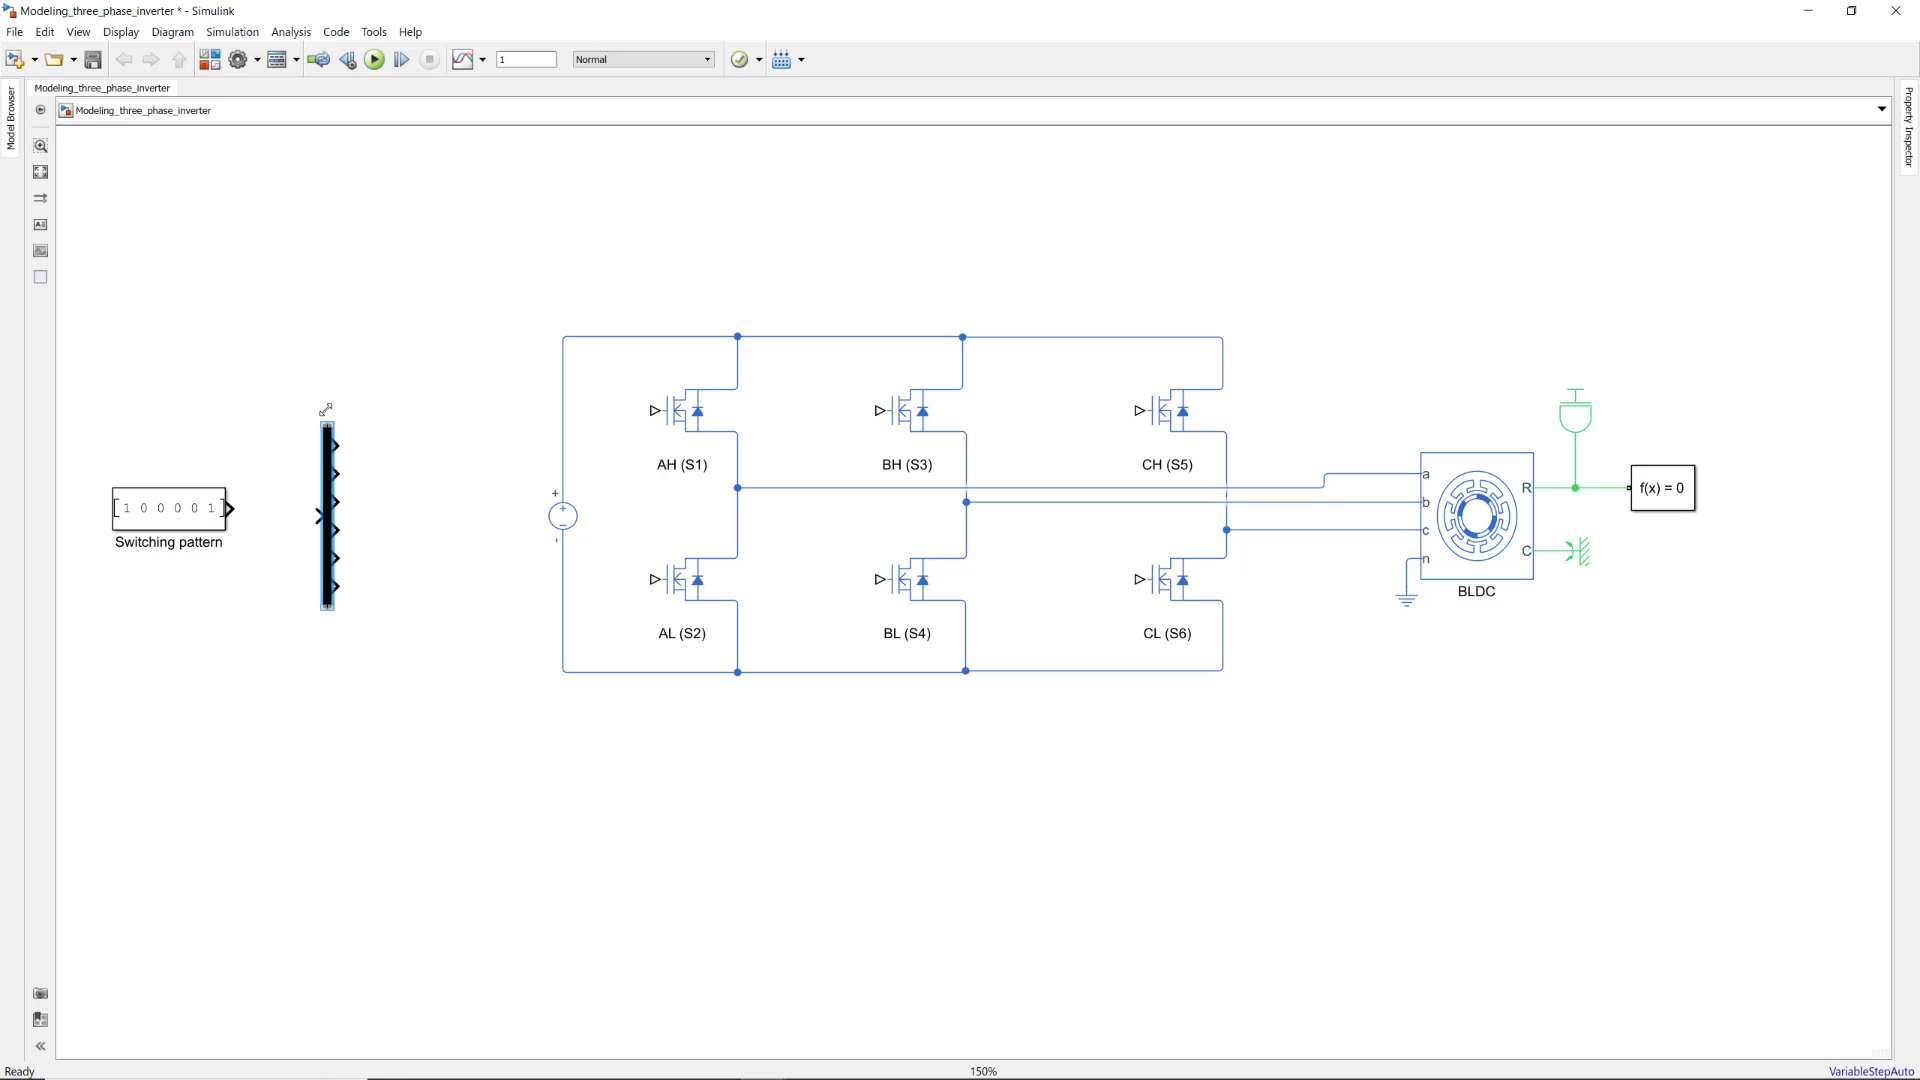 Modeling_three_phase_inverter * - Simulink
File Edit View Display Diagram Simulation Analysis Code Tools Help
1 Normal
Model Browser
Modeling_three_phase_inverter
Modeling_three_phase_inverter
Property Inspector
AH (S1) BH (S3) CH (S5)
[1 0 0 0 0 1]
Switching pattern
+
+
−
-
AL (S2) BL (S4) CL (S6)
a
b
c
n
R
C
BLDC
f(x) = 0
Ready 150% VariableStepAuto